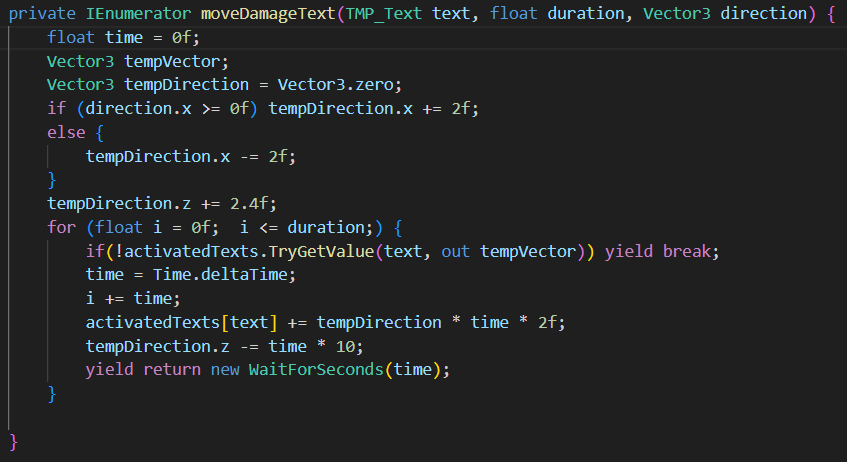 private IEnumerator moveDamageText(TMP_Text text, float duration, Vector3 direction) {
    float time = 0f;
    Vector3 tempVector;
    Vector3 tempDirection = Vector3.zero;
    if (direction.x >= 0f) tempDirection.x += 2f;
    else {
        tempDirection.x -= 2f;
    }
    tempDirection.z += 2.4f;
    for (float i = 0f;  i <= duration;) {
        if(!activatedTexts.TryGetValue(text, out tempVector)) yield break;
        time = Time.deltaTime;
        i += time;
        activatedTexts[text] += tempDirection * time * 2f;
        tempDirection.z -= time * 10;
        yield return new WaitForSeconds(time);
    }
}